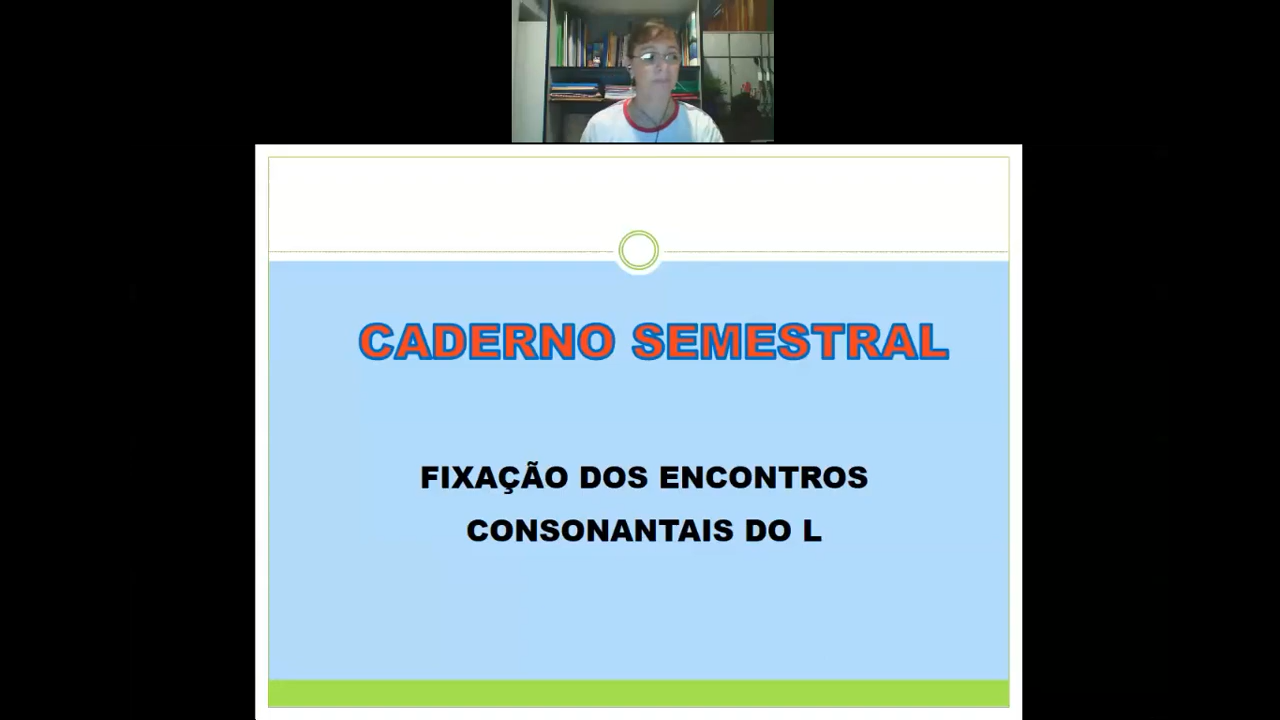 CADERNO SEMESTRAL
FIXAÇÃO DOS ENCONTROS
CONSONANTAIS DO L